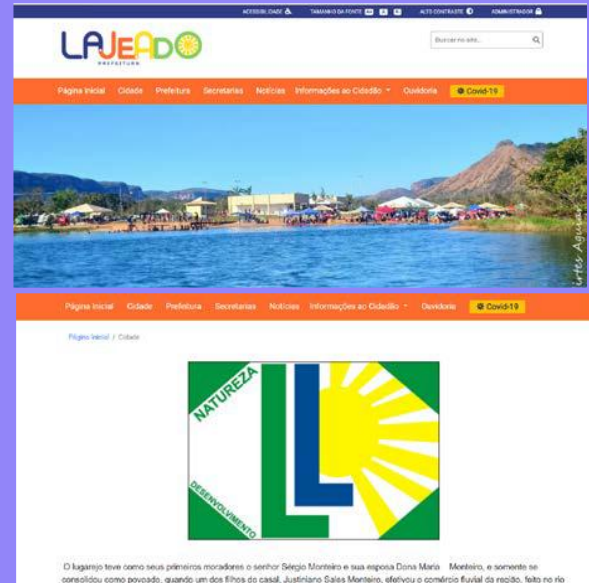 ACESSIBILIDADE TAMANHO DA FONTE A+ A A- ALTO CONTRASTE ADMINISTRADOR
LAJEADO
PREFEITURA
Buscar no site...
Página Inicial Cidade Prefeitura Secretarias Notícias Informações ao Cidadão Ouvidoria Covid-19
Aguiar
Página Inicial Cidade Prefeitura Secretarias Notícias Informações ao Cidadão Ouvidoria Covid-19
Página Inicial / Cidade
NATUREZA
LL
DESENVOLVIMENTO
O lugarejo teve como seus primeiros moradores o senhor Sérgio Monteiro e sua esposa Dona Maria Monteiro, e somente se
consolidou como povoado, quando um dos filhos do casal, Justiniano Sales Monteiro, efetivou o comércio fluvial da região, feito no rio